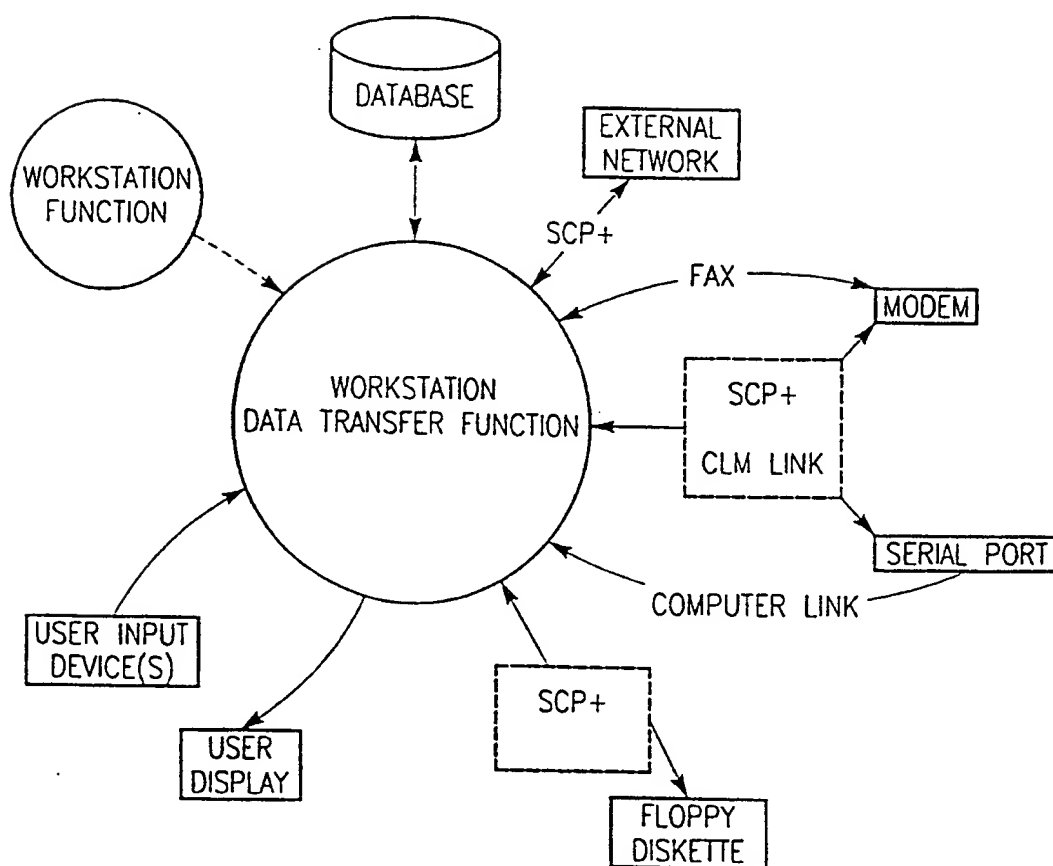 DATABASE
EXTERNAL
NETWORK
WORKSTATION
FUNCTION
SCP+
FAX
MODEM
WORKSTATION
DATA TRANSFER FUNCTION
SCP+
CLM LINK
SERIAL PORT
COMPUTER LINK
USER INPUT
DEVICE(S)
SCP+
USER
DISPLAY
FLOPPY
DISKETTE